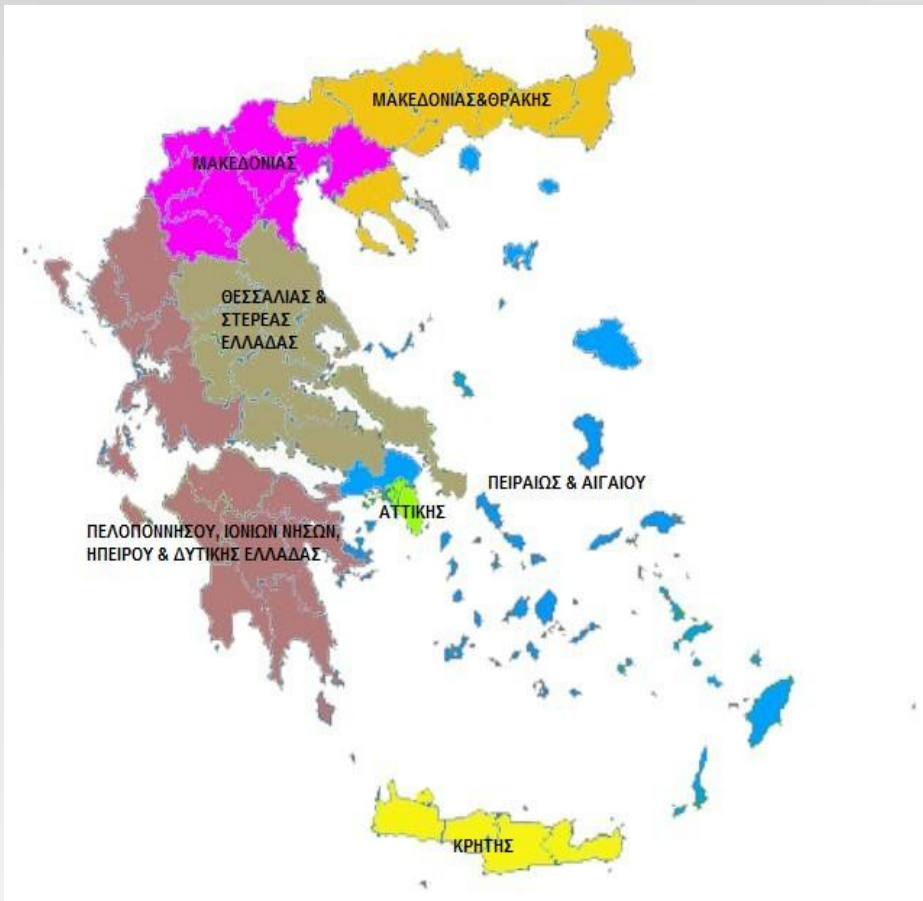 ΜΑΚΕΔΟΝΙΑΣ&ΘΡΑΚΗΣ
ΜΑΚΕΔΟΝΙΑΣ
ΘΕΣΣΑΛΙΑΣ &
ΣΤΕΡΕΑΣ
ΕΛΛΑΔΑΣ
ΠΕΙΡΑΙΩΣ & ΑΙΓΑΙΟΥ
ΑΤΤΙΚΗΣ
ΠΕΛΟΠΟΝΝΗΣΟΥ, ΙΟΝΙΩΝ ΝΗΣΩΝ,
ΗΠΕΙΡΟΥ & ΔΥΤΙΚΗΣ ΕΛΛΑΔΑΣ
ΚΡΗΤΗΣ